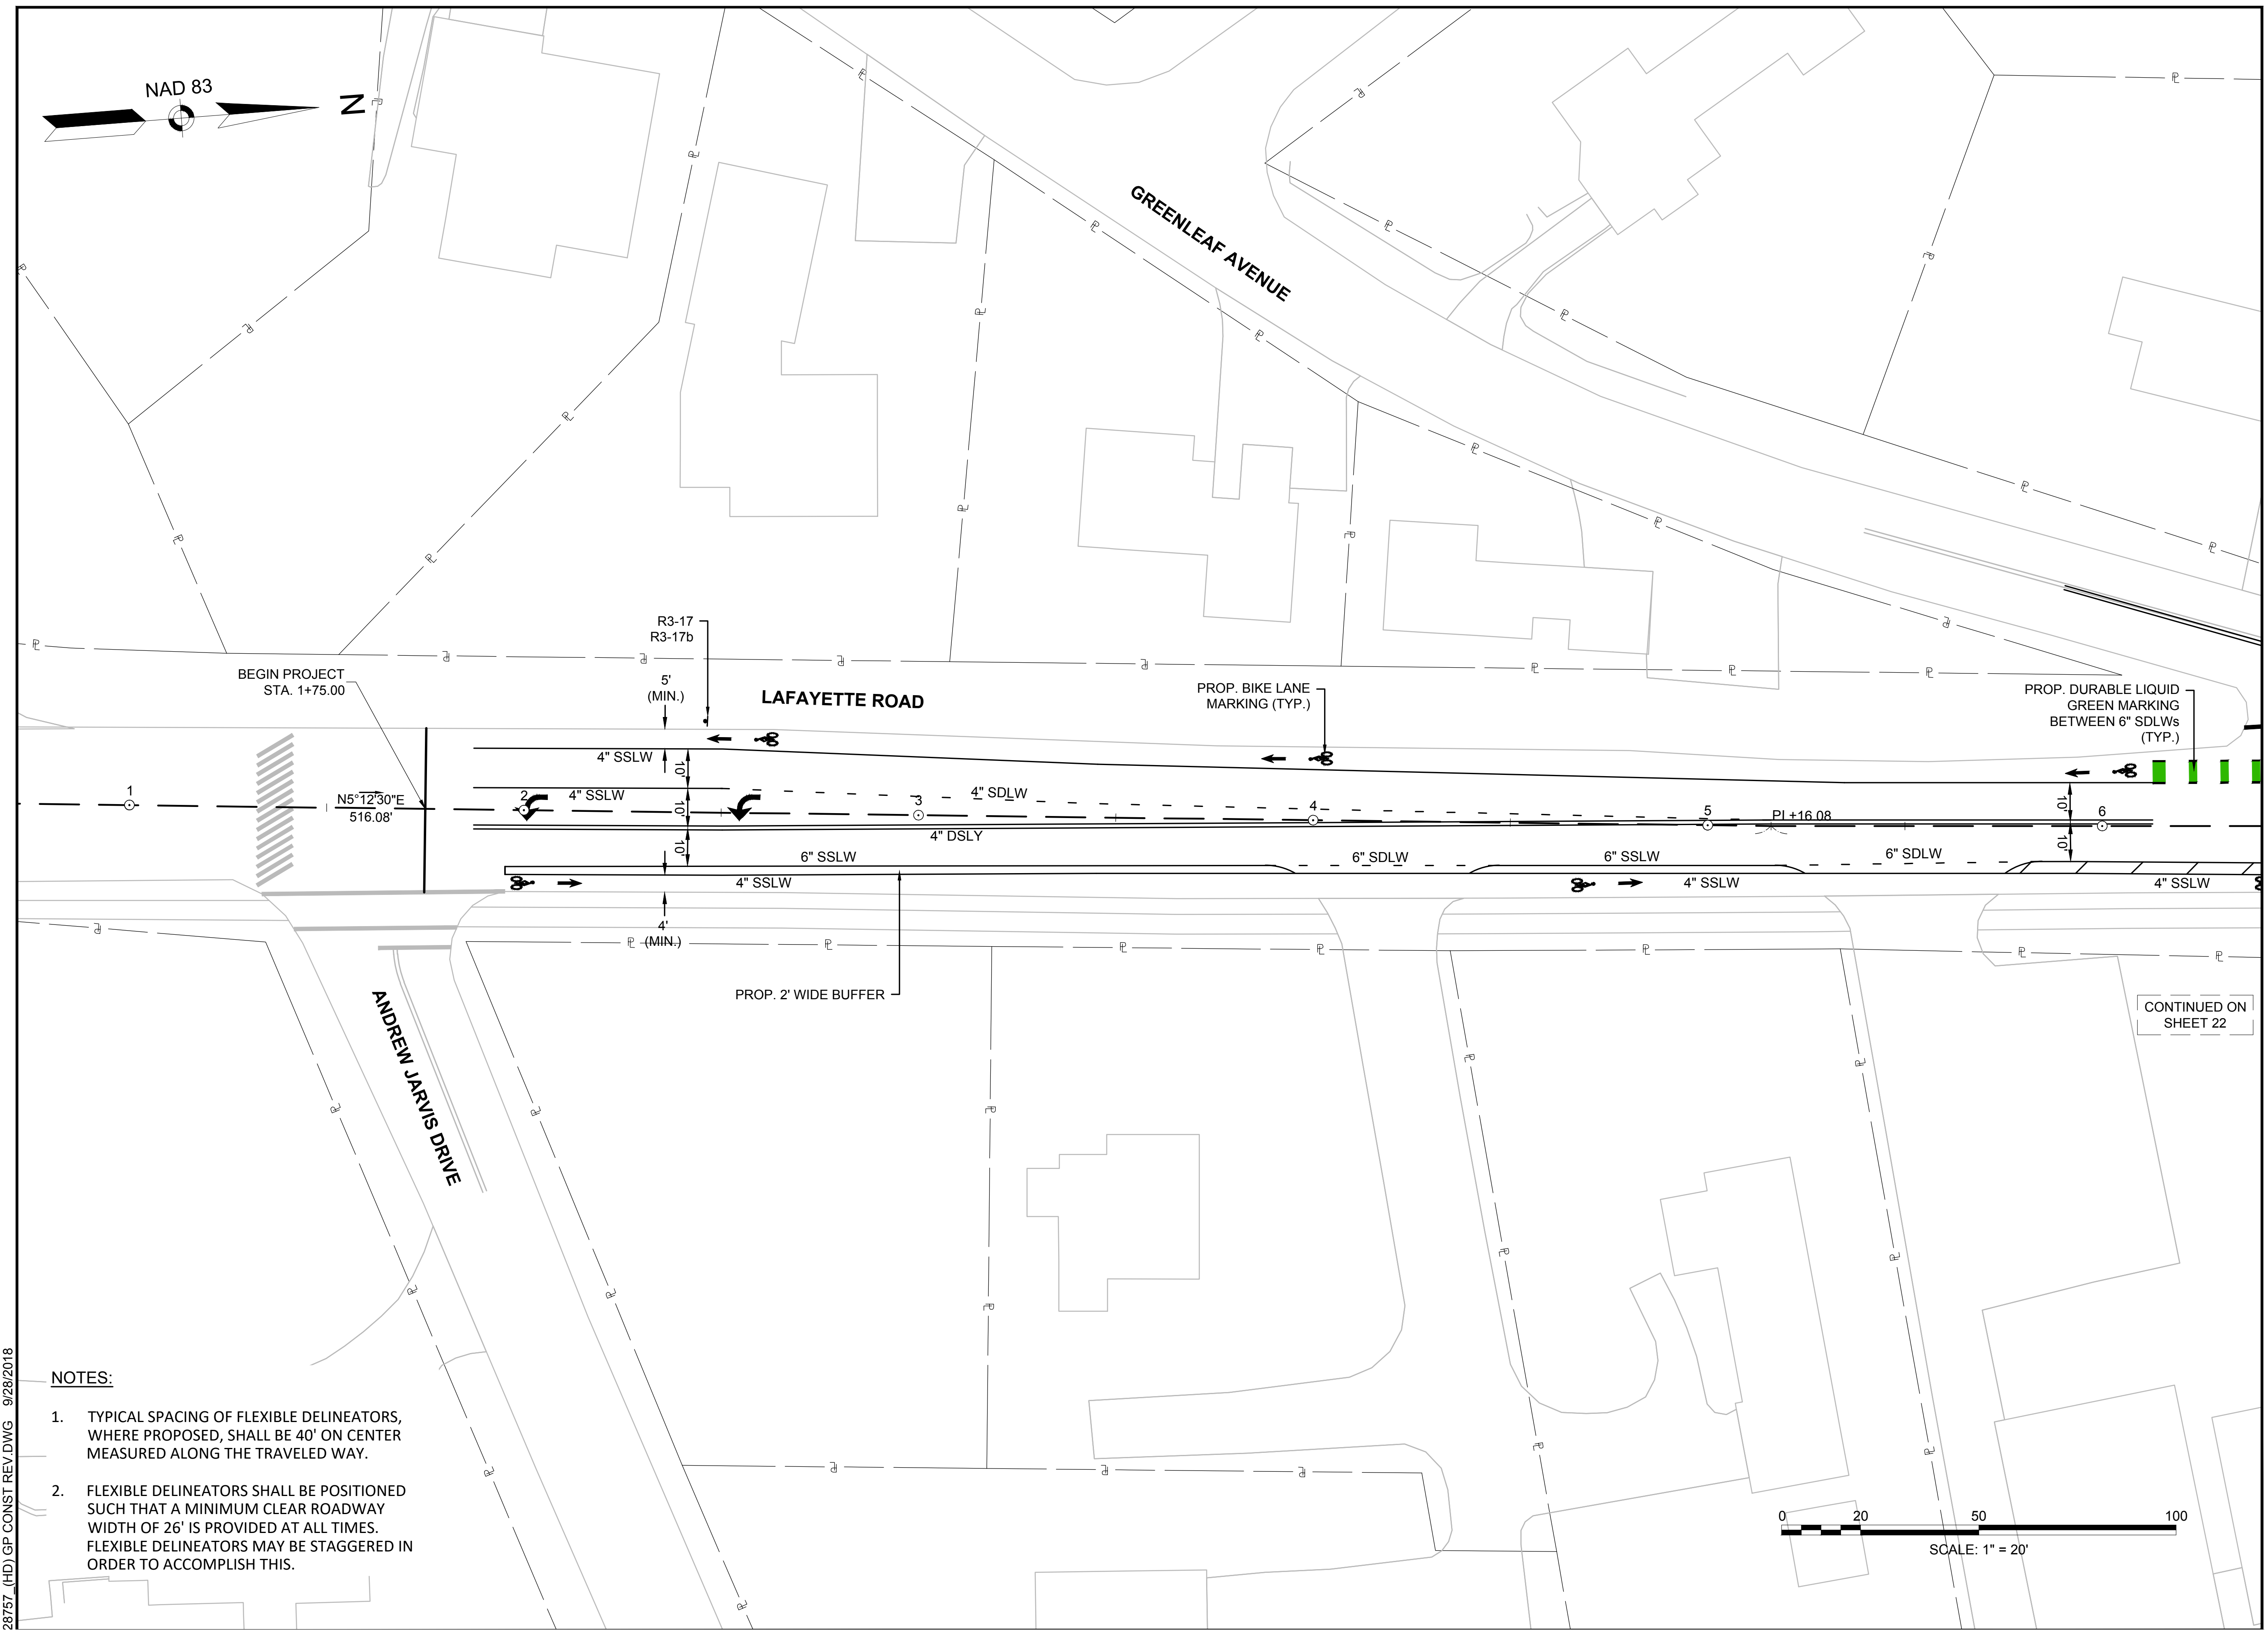 NAD 83
N
GREENLEAF AVENUE
R3-17
R3-17b
BEGIN PROJECT
STA. 1+75.00
5'
(MIN.)
LAFAYETTE ROAD
PROP. BIKE LANE
MARKING (TYP.)
PROP. DURABLE LIQUID
GREEN MARKING
BETWEEN 6" SDLWs
(TYP.)
4" SSLW
10'
4" SSLW
4" SDLW
1
N5°12'30"E
516.08'
2
10'
3
4
5
PI +16.08
10'
6
4" DSLY
10'
10'
6" SSLW
6" SDLW
6" SSLW
6" SDLW
4" SSLW
4" SSLW
4" SSLW
4'
(MIN.)
PROP. 2' WIDE BUFFER
CONTINUED ON
SHEET 22
ANDREW JARVIS DRIVE
NOTES:
1. TYPICAL SPACING OF FLEXIBLE DELINEATORS,
WHERE PROPOSED, SHALL BE 40' ON CENTER
MEASURED ALONG THE TRAVELED WAY.
2. FLEXIBLE DELINEATORS SHALL BE POSITIONED
SUCH THAT A MINIMUM CLEAR ROADWAY
WIDTH OF 26' IS PROVIDED AT ALL TIMES.
FLEXIBLE DELINEATORS MAY BE STAGGERED IN
ORDER TO ACCOMPLISH THIS.
0 20 50 100
SCALE: 1" = 20'
28757_(HD) GP CONST REV.DWG 9/28/2018